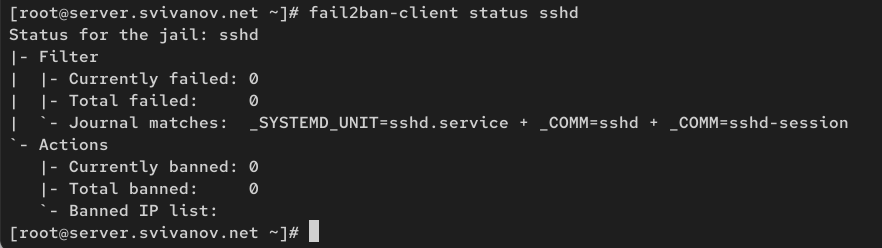 [root@server.svivanov.net ~]# fail2ban-client status sshd
Status for the jail: sshd
|- Filter
|  |- Currently failed: 0
|  |- Total failed:     0
|  `- Journal matches:  _SYSTEMD_UNIT=sshd.service + _COMM=sshd + _COMM=sshd-session
`- Actions
   |- Currently banned: 0
   |- Total banned:     0
   `- Banned IP list:
[root@server.svivanov.net ~]#